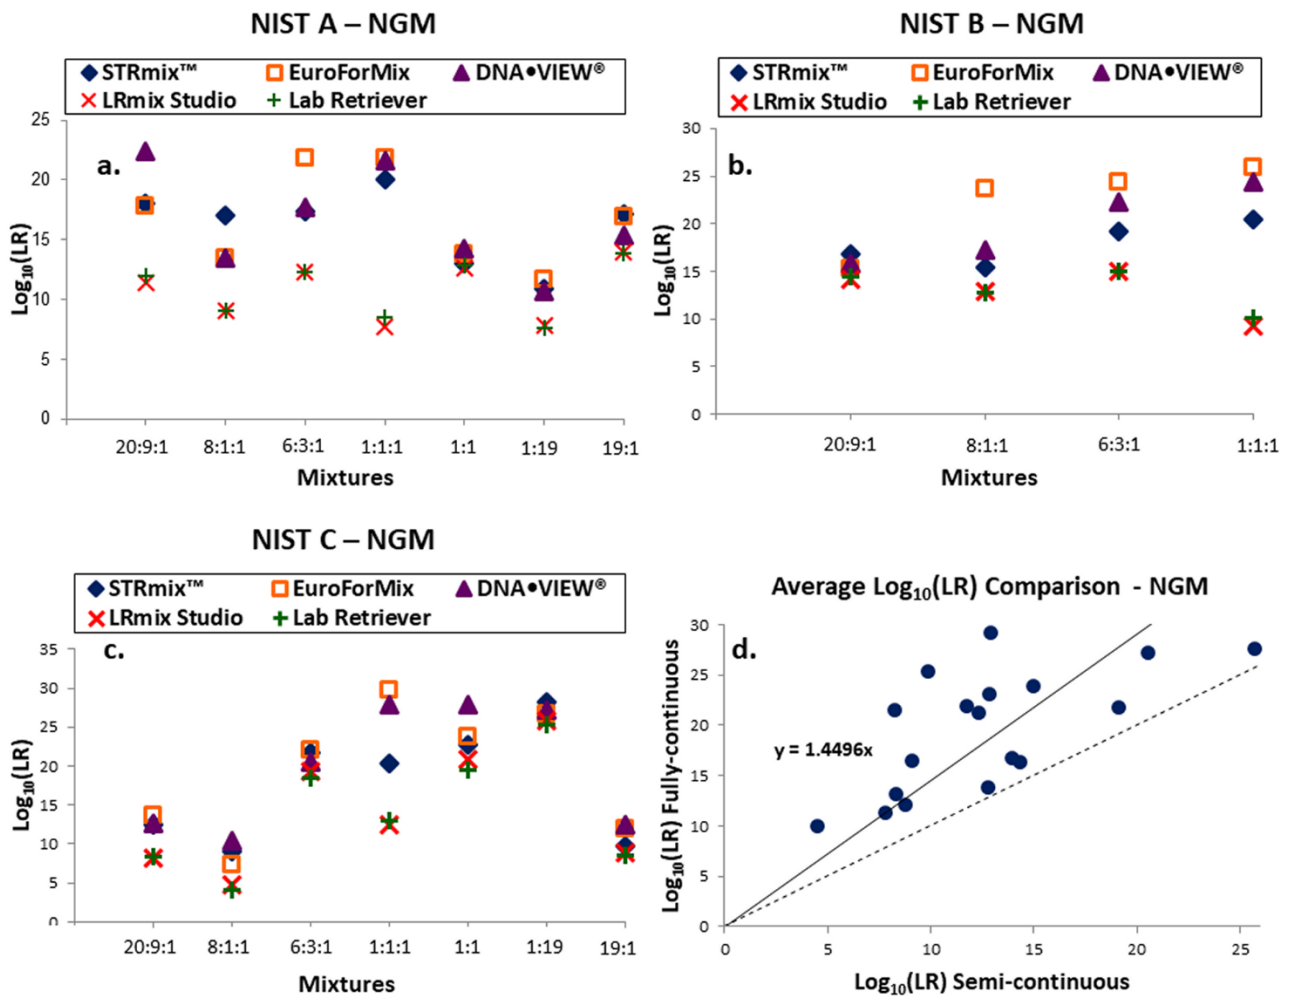 NIST A – NGM
STRmix™ EuroForMix DNA•VIEW®
LRmix Studio Lab Retriever
a.
Log10(LR)
25
20
15
10
5
0
20:9:1 8:1:1 6:3:1 1:1:1 1:1 1:19 19:1
Mixtures
NIST B – NGM
STRmix™ EuroForMix DNA•VIEW®
LRmix Studio Lab Retriever
b.
Log10(LR)
30
25
20
15
10
5
0
20:9:1 8:1:1 6:3:1 1:1:1
Mixtures
NIST C – NGM
STRmix™ EuroForMix DNA•VIEW®
LRmix Studio Lab Retriever
c.
Log10(LR)
35
30
25
20
15
10
5
0
20:9:1 8:1:1 6:3:1 1:1:1 1:1 1:19 19:1
Mixtures
Average Log10(LR) Comparison - NGM
d.
Log10(LR) Fully-continuous
30
25
20
15
10
5
0
y = 1.4496x
0 5 10 15 20 25
Log10(LR) Semi-continuous